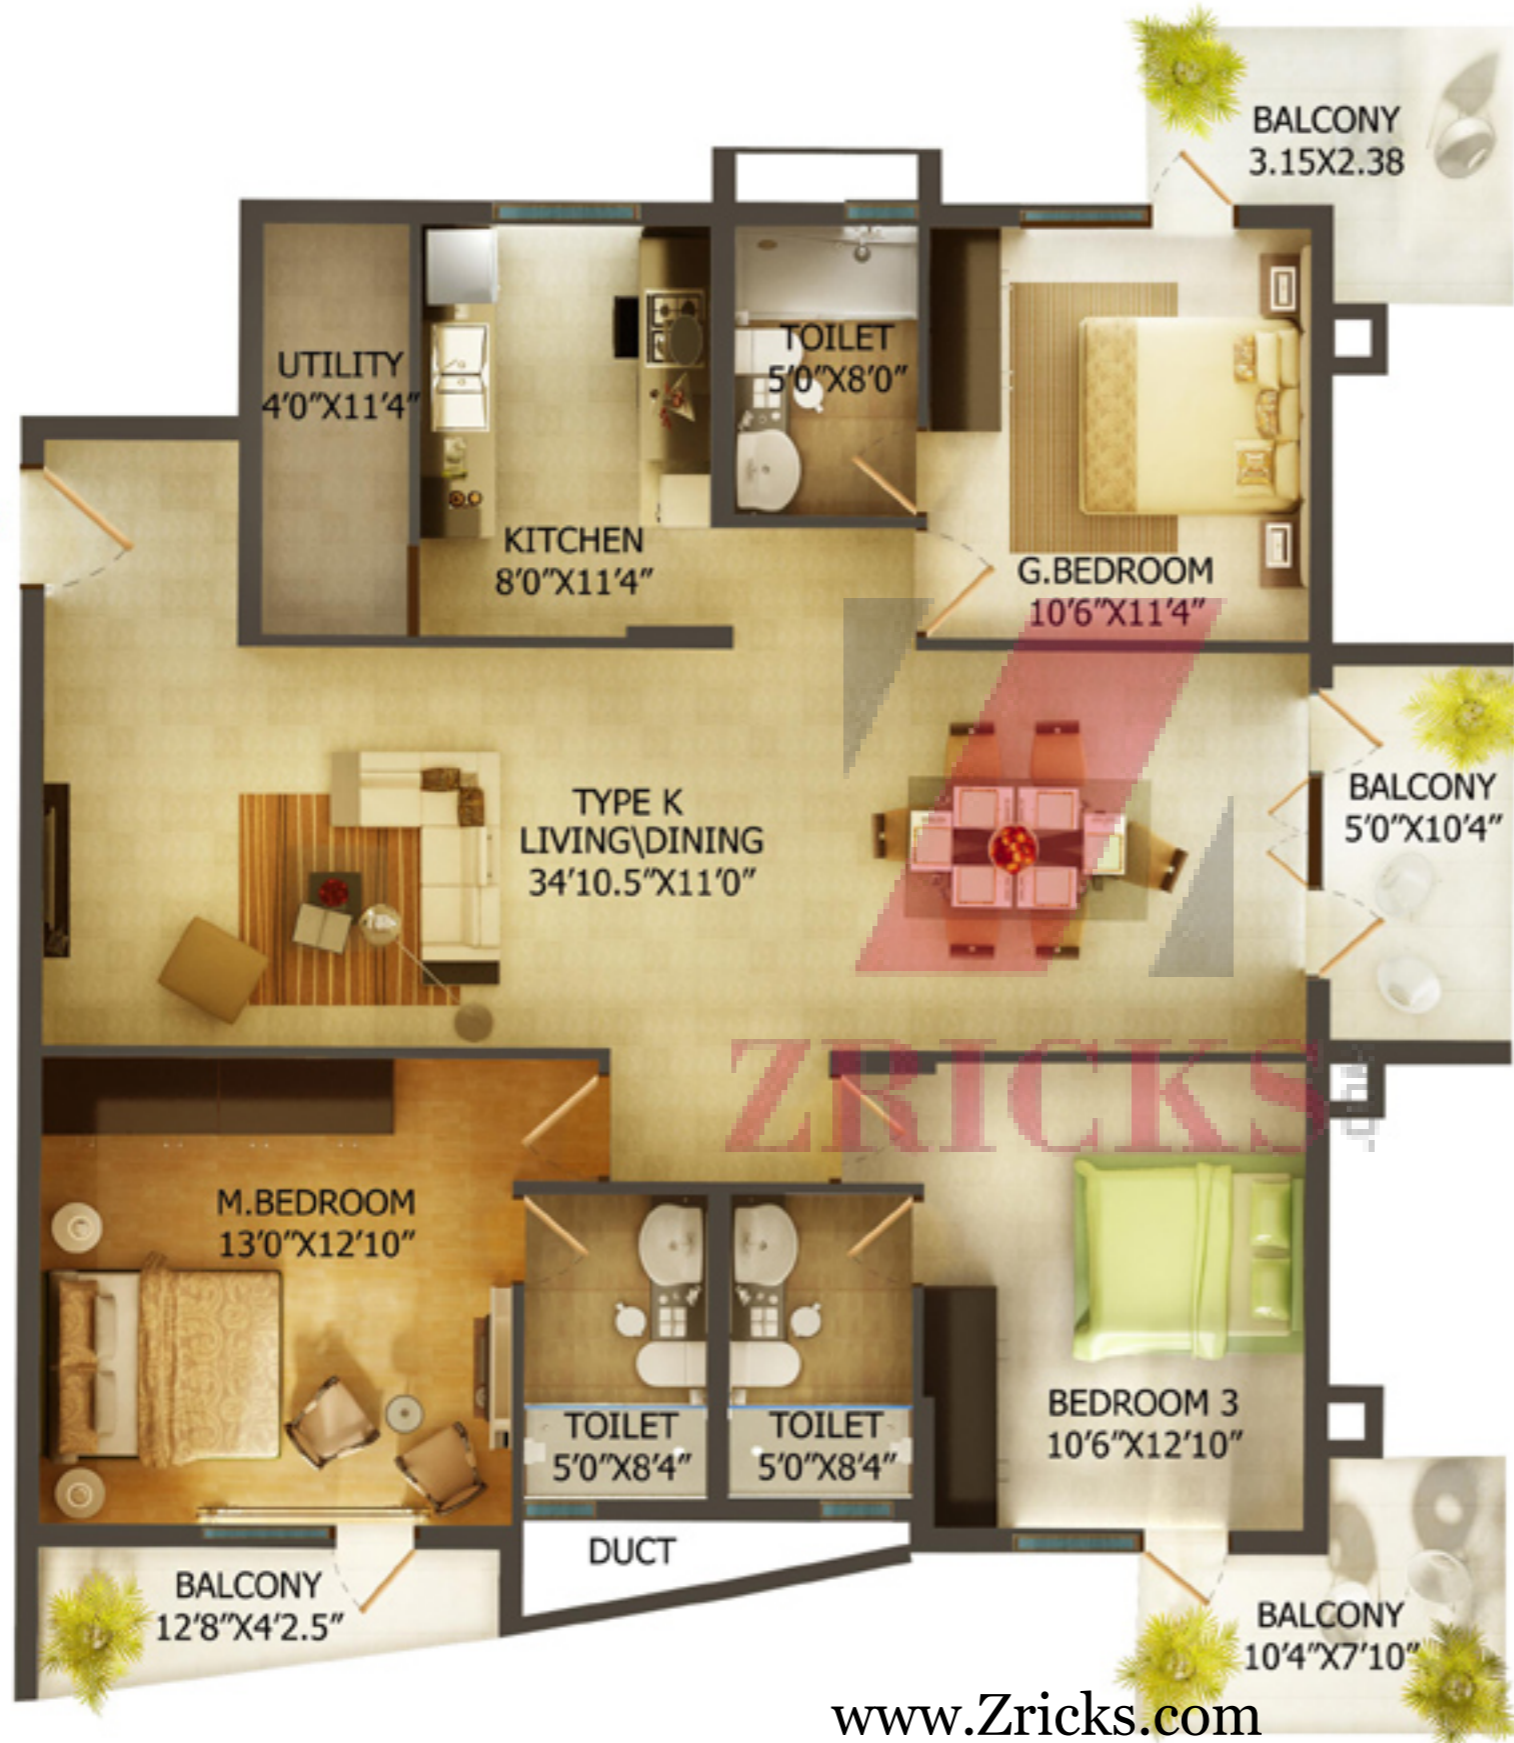 BALCONY
3.15X2.38
UTILITY
4'0"X11'4"
TOILET
5'0"X8'0"
KITCHEN
8'0"X11'4"
G.BEDROOM
10'6"X11'4"
TYPE K
LIVING\DINING
34'10.5"X11'0"
BALCONY
5'0"X10'4"
ZRICKS
M.BEDROOM
13'0"X12'10"
TOILET
5'0"X8'4"
TOILET
5'0"X8'4"
BEDROOM 3
10'6"X12'10"
DUCT
BALCONY
12'8"X4'2.5"
BALCONY
10'4"X7'10"
www.Zricks.com